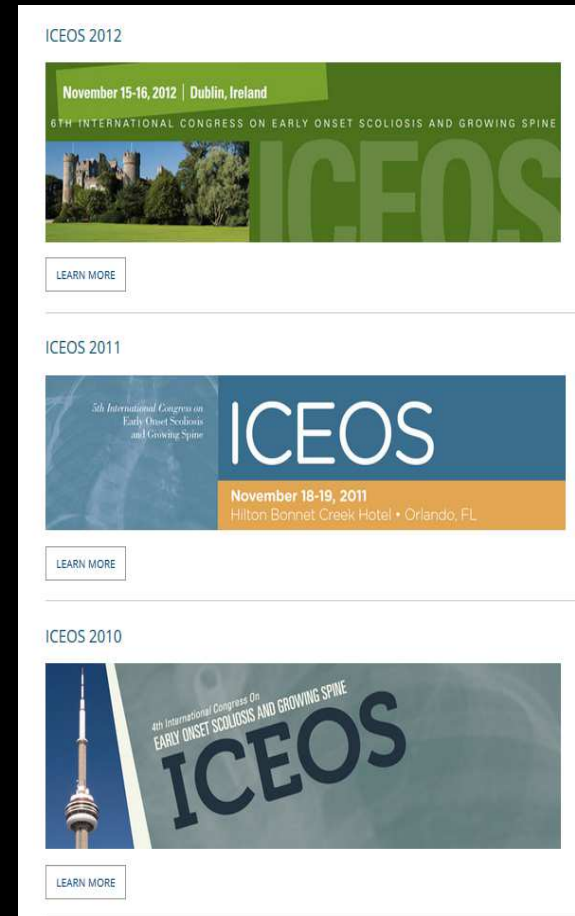 ICEOS 2012
November 15-16, 2012 | Dublin, Ireland
6TH INTERNATIONAL CONGRESS ON EARLY ONSET SCOLIOSIS AND GROWING SPINE
ICEOS
LEARN MORE
ICEOS 2011
5th International Congress on
Early Onset Scoliosis
and Growing Spine
ICEOS
November 18-19, 2011
Hilton Bonnet Creek Hotel • Orlando, FL
LEARN MORE
ICEOS 2010
4th International Congress On
EARLY ONSET SCOLIOSIS AND GROWING SPINE
ICEOS
LEARN MORE